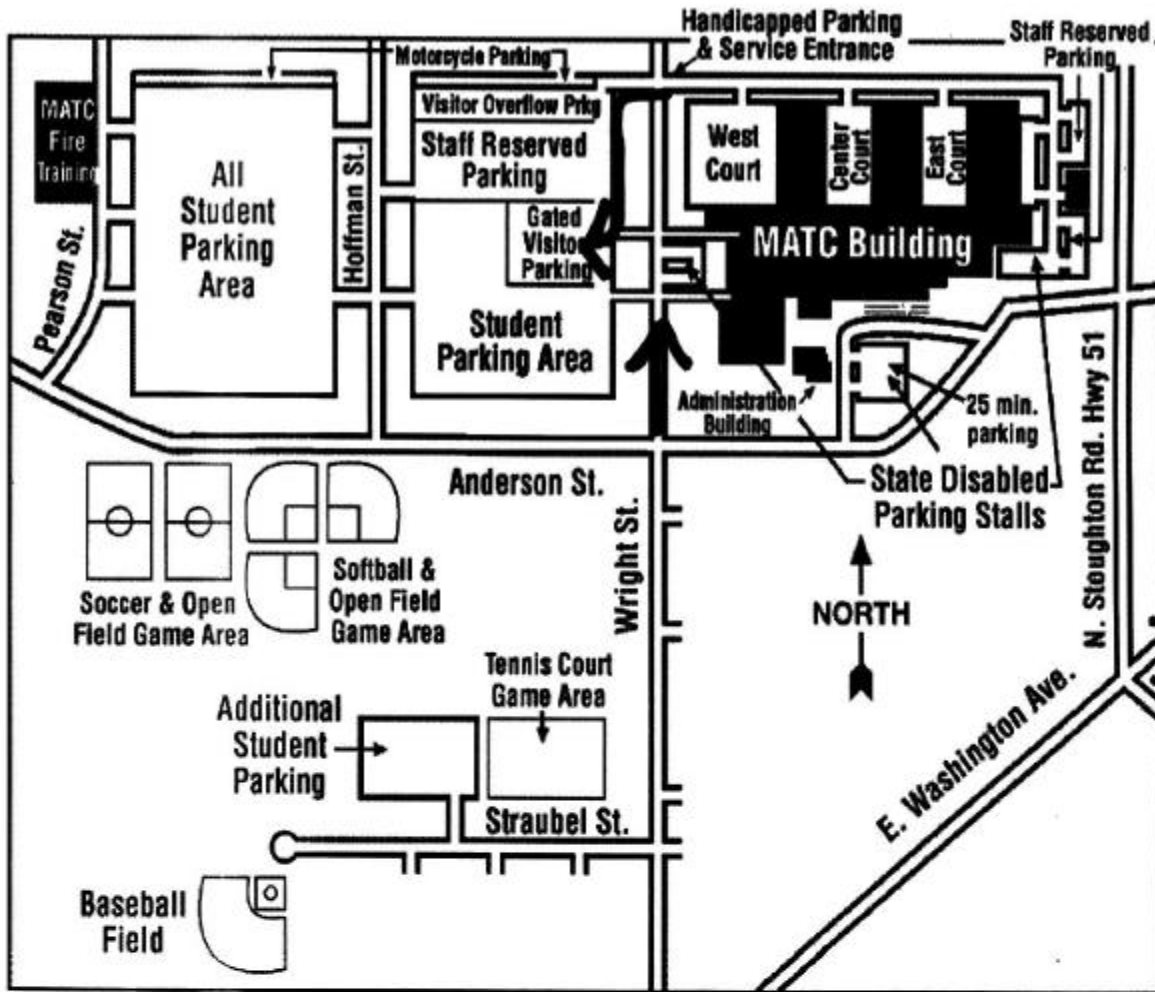 Handicapped Parking
& Service Entrance
Staff Reserved
Parking
Motorcycle Parking
MATC
Fire
Training
Visitor Overflow Prkg
Staff Reserved
Parking
West
Court
Center
Court
East
Court
All
Student
Parking
Area
Hoffman St.
Gated
Visitor
Parking
MATC Building
Pearson St.
Student
Parking Area
Administration
Building
25 min.
parking
N. Stoughton Rd. Hwy 51
State Disabled
Parking Stalls
Anderson St.
Wright St.
Soccer & Open
Field Game Area
Softball &
Open Field
Game Area
NORTH
Tennis Court
Game Area
Additional
Student
Parking
E. Washington Ave.
Straubel St.
Baseball
Field